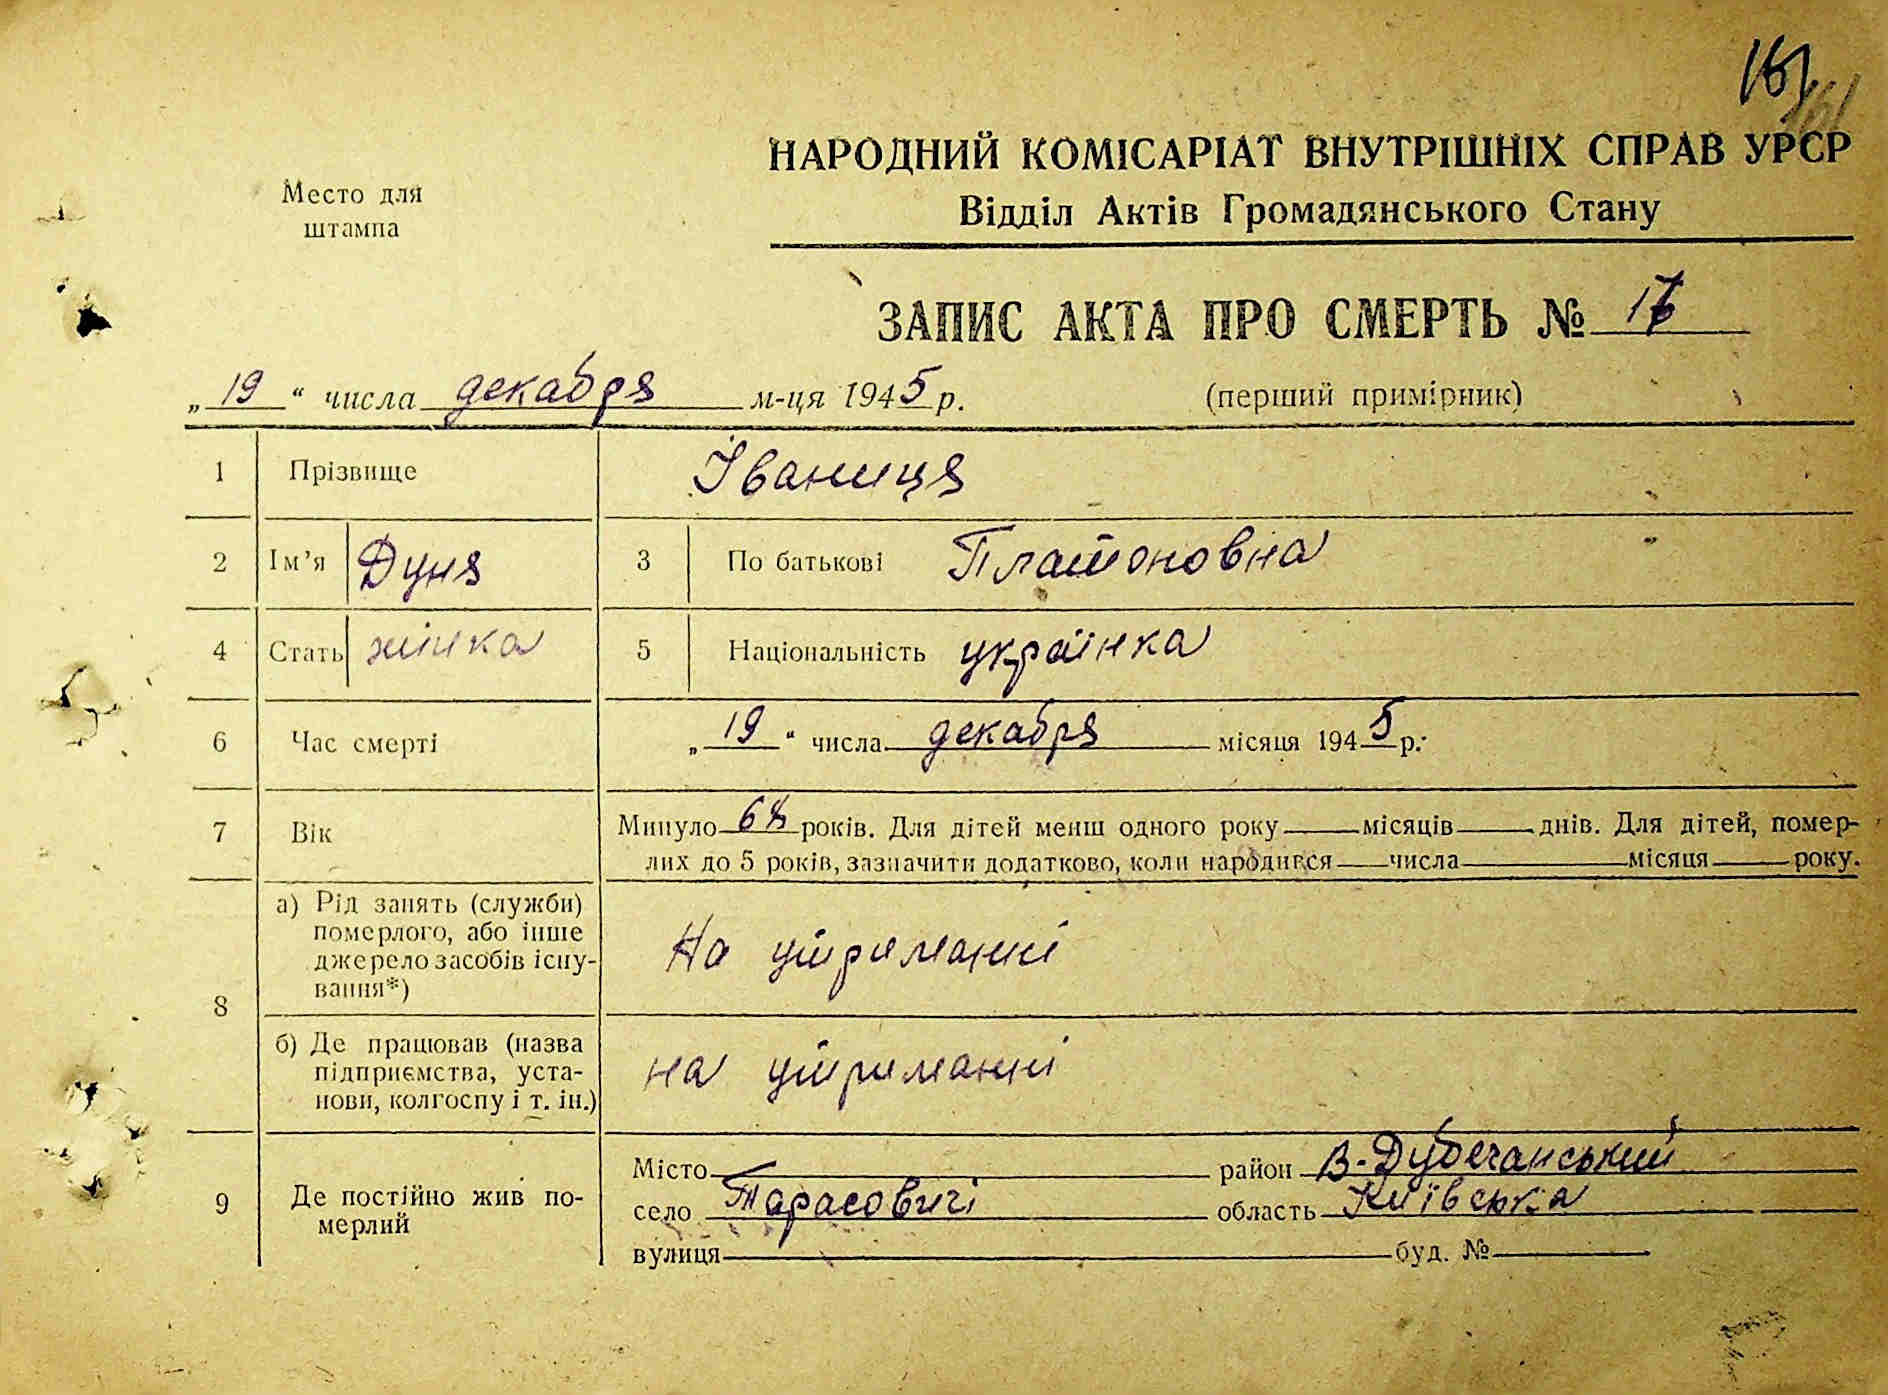 161
161
НАРОДНИЙ КОМІСАРІАТ ВНУТРІШНІХ СПРАВ УРСР
Відділ Актів Громадянського Стану
Место для
штампа
ЗАПИС АКТА ПРО СМЕРТЬ № 
„19“ числа декабря м-ця 1945 р. (перший примірник)
1 Прізвище Іваниця
2 Ім’я Дуня 3 По батькові Платоновна
4 Стать жінка 5 Національність українка
6 Час смерті „19“ числа декабря місяця 1945 р.
7 Вік Минуло 68 років. Для дітей менш одного року місяців днів. Для дітей, помер-
лих до 5 років, зазначити додатково, коли народився числа місяця року.
8 а) Рід занять (служби)
померлого, або інше
джерело засобів існу-
вання*)
На утриманні
б) Де працював (назва
підприємства, уста-
нови, колгоспу і т. ін.)
на утриманні
9 Де постійно жив по-
мерлий
Місто район В-Дубечанський
село Тарасовичі область Київська
вулиця буд. №